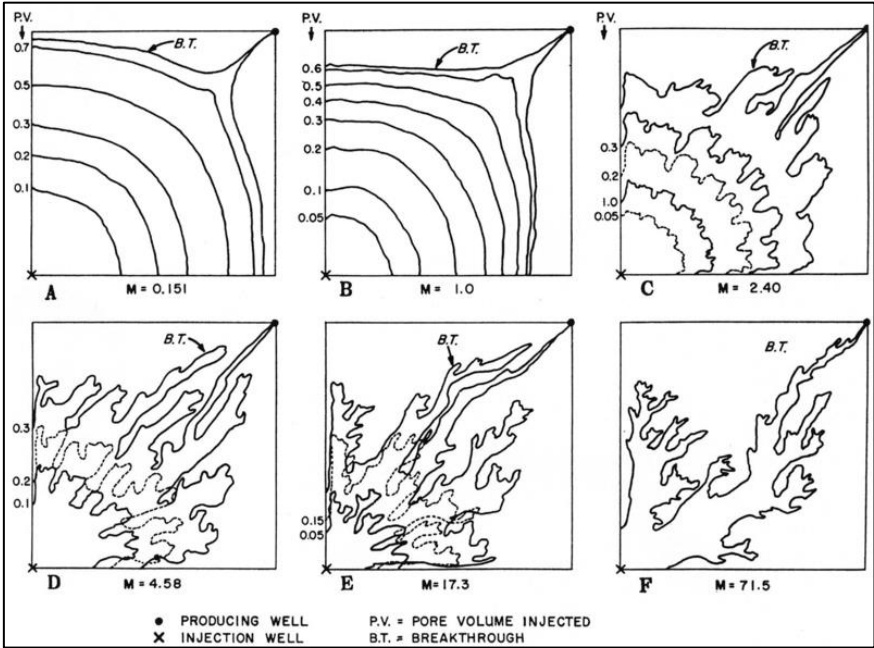 P.V.
0.7
0.5
0.3
0.2
0.1
B.T.
A
M = 0.151
P.V.
0.6
0.5
0.4
0.3
0.2
0.1
0.05
B.T.
B
M = 1.0
P.V.
0.3
0.2
1.0
0.05
B.T.
C
M = 2.40
B.T.
0.3
0.2
0.1
D
M = 4.58
B.T.
0.15
0.05
E
M = 17.3
B.T.
F
M = 71.5
● PRODUCING WELL
× INJECTION WELL
P.V. = PORE VOLUME INJECTED
B.T. = BREAKTHROUGH